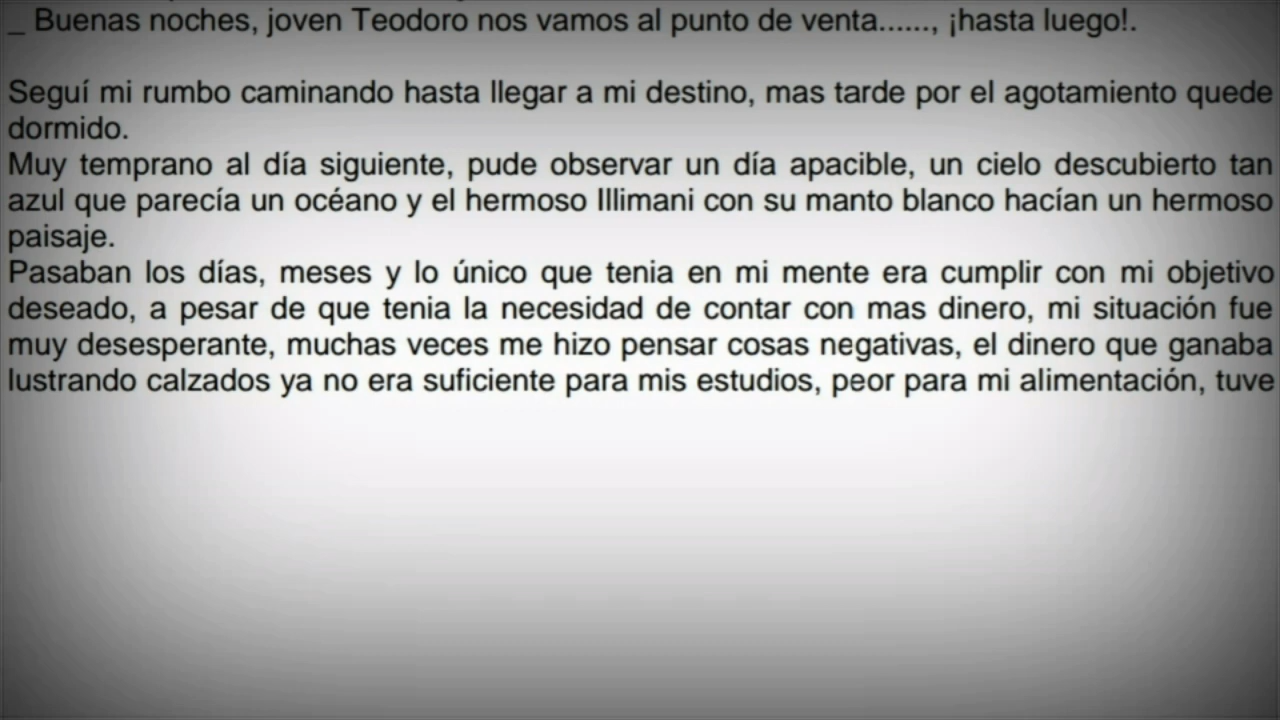 _ Buenas noches, joven Teodoro nos vamos al punto de venta......, ¡hasta luego!.
Seguí mi rumbo caminando hasta llegar a mi destino, mas tarde por el agotamiento quede
dormido.
Muy temprano al día siguiente, pude observar un día apacible, un cielo descubierto tan
azul que parecía un océano y el hermoso Illimani con su manto blanco hacían un hermoso
paisaje.
Pasaban los días, meses y lo único que tenia en mi mente era cumplir con mi objetivo
deseado, a pesar de que tenia la necesidad de contar con mas dinero, mi situación fue
muy desesperante, muchas veces me hizo pensar cosas negativas, el dinero que ganaba
lustrando calzados ya no era suficiente para mis estudios, peor para mi alimentación, tuve